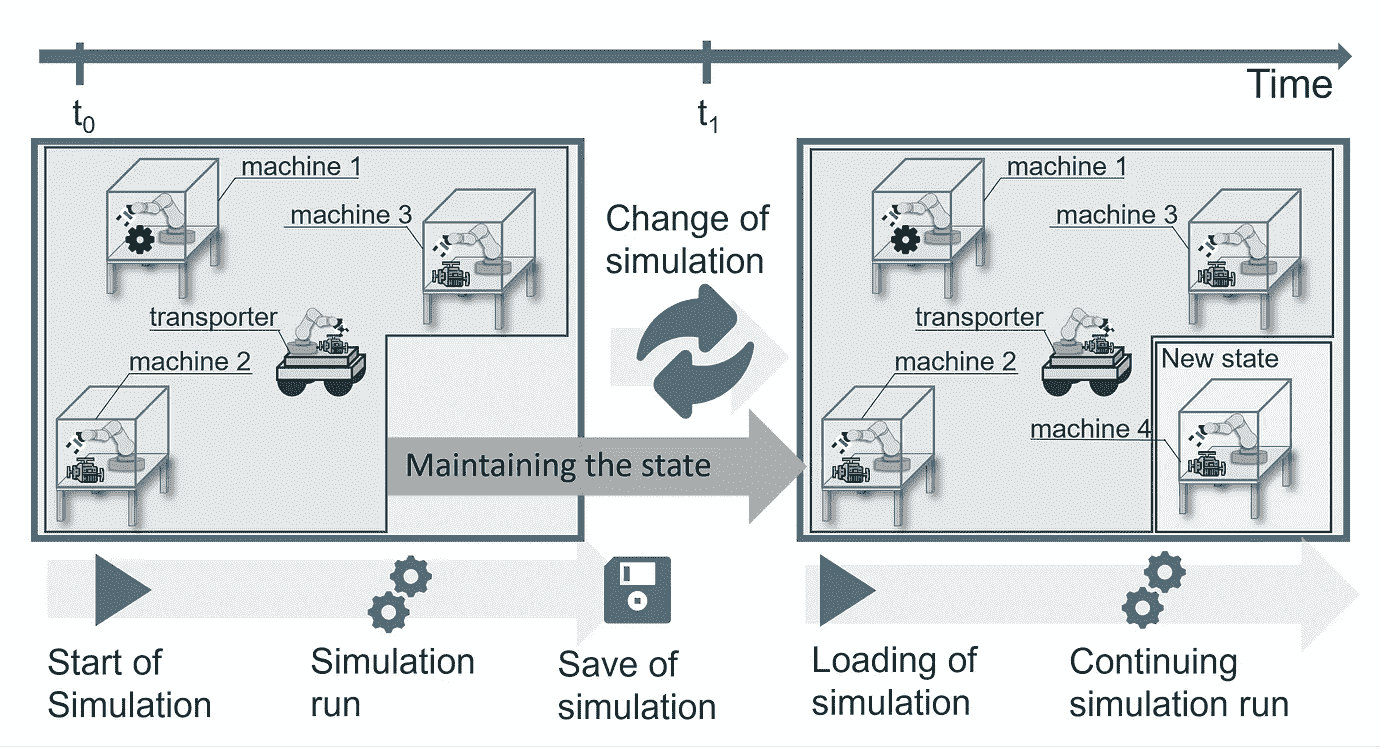 Time
t0
t1
machine 1
machine 3
transporter
machine 2
Change of
simulation
Maintaining the state
machine 1
machine 3
transporter
machine 2
New state
machine 4
Start of
Simulation
Simulation
run
Save of
simulation
Loading of
simulation
Continuing
simulation run